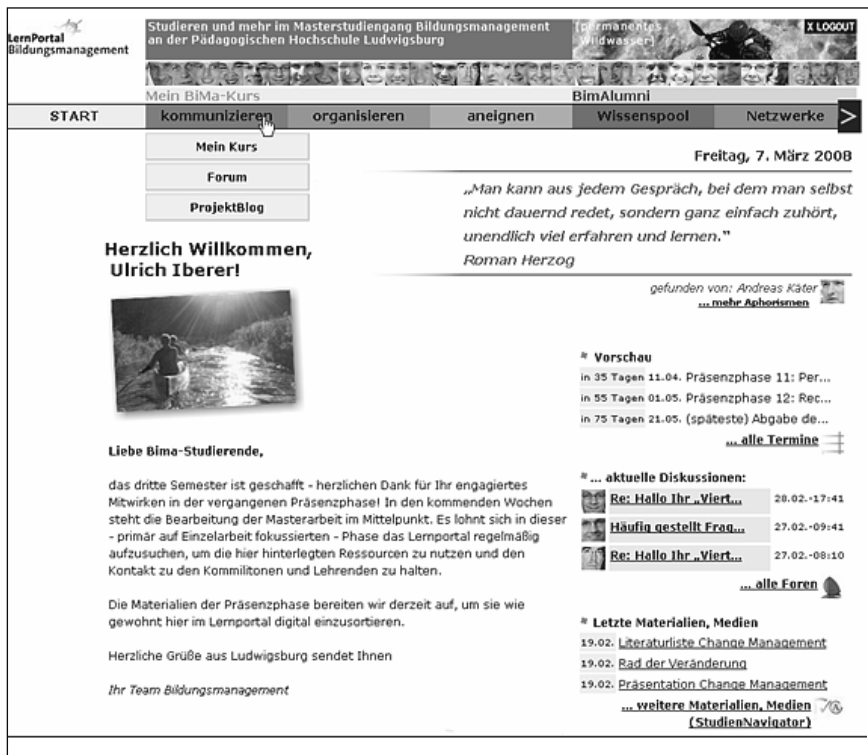 LernPortal
Bildungsmanagement
Studieren und mehr im Masterstudiengang Bildungsmanagement
an der Pädagogischen Hochschule Ludwigsburg
[permanentes
Wildwasser]
X LOGOUT
Mein BiMa-Kurs
BimAlumni
START
kommunizieren
organisieren
aneignen
Wissenspool
Netzwerke
>
Mein Kurs
Forum
ProjektBlog
Freitag, 7. März 2008
„Man kann aus jedem Gespräch, bei dem man selbst
nicht dauernd redet, sondern ganz einfach zuhört,
unendlich viel erfahren und lernen."
Roman Herzog
gefunden von: Andreas Käter
... mehr Aphorismen
Herzlich Willkommen,
Ulrich Iberer!
Liebe Bima-Studierende,
das dritte Semester ist geschafft - herzlichen Dank für Ihr engagiertes
Mitwirken in der vergangenen Präsenzphase! In den kommenden Wochen
steht die Bearbeitung der Masterarbeit im Mittelpunkt. Es lohnt sich in dieser
- primär auf Einzelarbeit fokussierten - Phase das Lernportal regelmäßig
aufzusuchen, um die hier hinterlegten Ressourcen zu nutzen und den
Kontakt zu den Kommilitonen und Lehrenden zu halten.
Die Materialien der Präsenzphase bereiten wir derzeit auf, um sie wie
gewohnt hier im Lernportal digital einzusortieren.
Herzliche Grüße aus Ludwigsburg sendet Ihnen
Ihr Team Bildungsmanagement
* Vorschau
in 35 Tagen 11.04. Präsenzphase 11: Per...
in 55 Tagen 01.05. Präsenzphase 12: Rec...
in 75 Tagen 21.05. (späteste) Abgabe de...
... alle Termine
* ... aktuelle Diskussionen:
Re: Hallo Ihr „Viert... 28.02.-17:41
Häufig gestellt Frag... 27.02.-09:41
Re: Hallo Ihr „Viert... 27.02.-08:10
... alle Foren
* Letzte Materialien, Medien
19.02. Literaturliste Change Management
19.02. Rad der Veränderung
19.02. Präsentation Change Management
... weitere Materialien, Medien
(StudienNavigator)